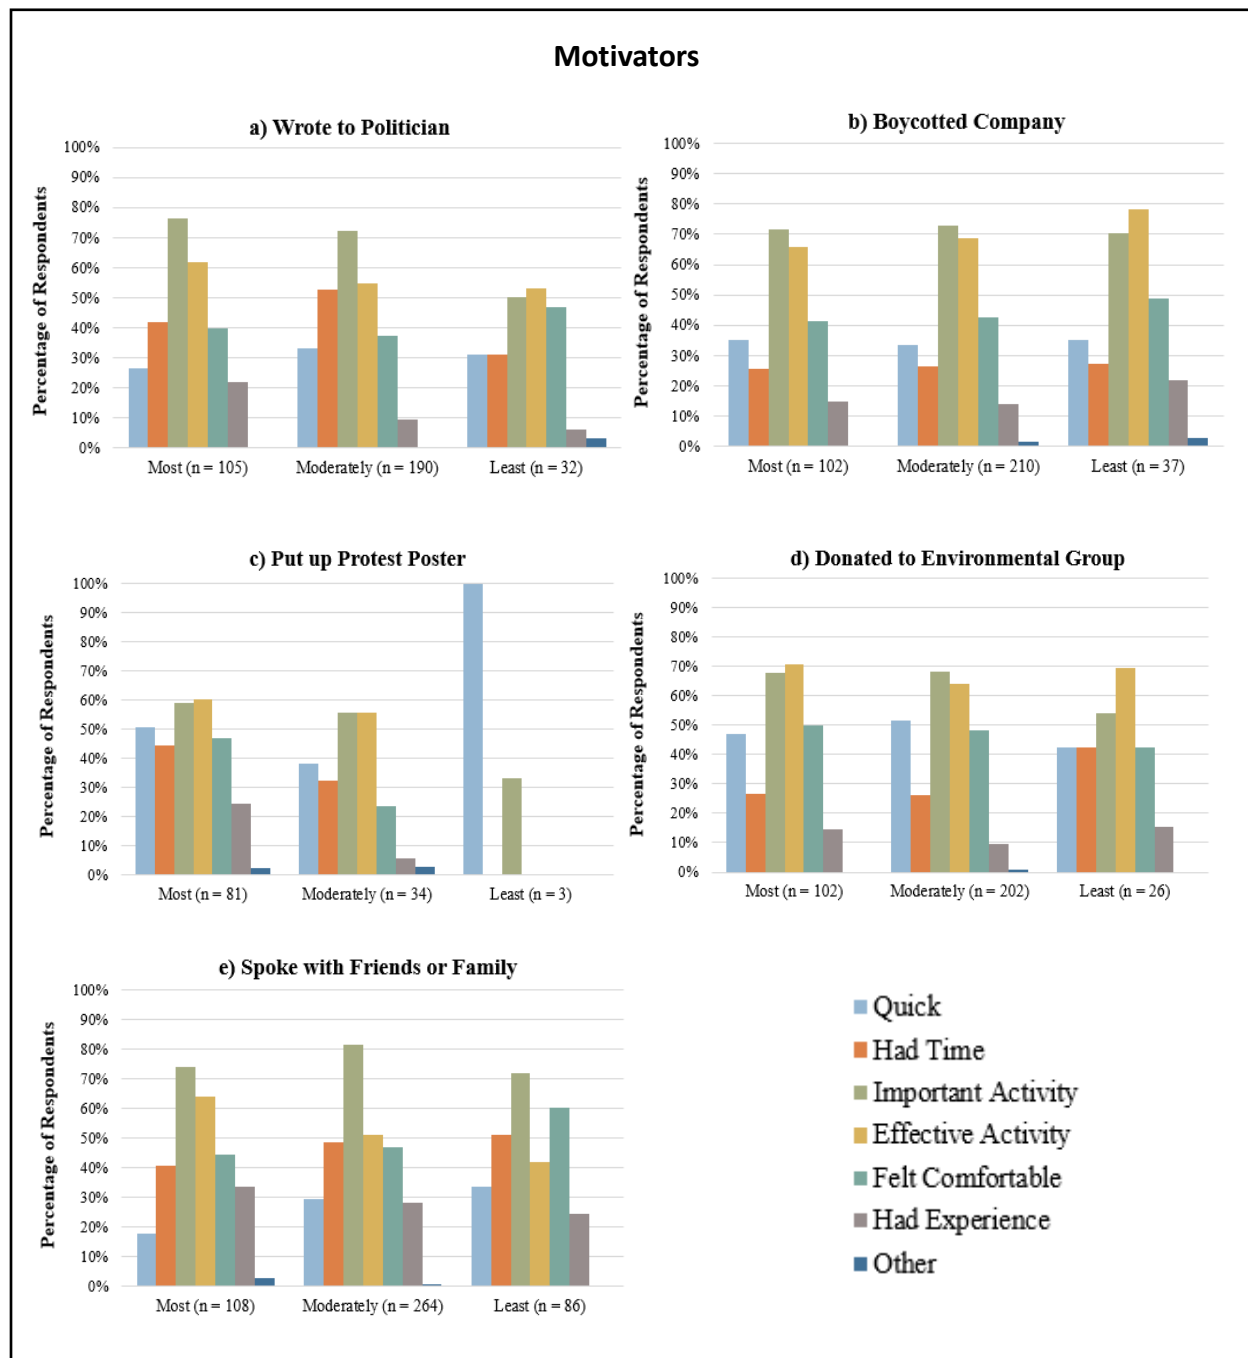 Motivators
a) Wrote to Politician
Percentage of Respondents
100%
90%
80%
70%
60%
50%
40%
30%
20%
10%
0%
Most (n = 105)
Moderately (n = 190)
Least (n = 32)
b) Boycotted Company
Percentage of Respondents
100%
90%
80%
70%
60%
50%
40%
30%
20%
10%
0%
Most (n = 102)
Moderately (n = 210)
Least (n = 37)
c) Put up Protest Poster
Percentage of Respondents
100%
90%
80%
70%
60%
50%
40%
30%
20%
10%
0%
Most (n = 81)
Moderately (n = 34)
Least (n = 3)
d) Donated to Environmental Group
Percentage of Respondents
100%
90%
80%
70%
60%
50%
40%
30%
20%
10%
0%
Most (n = 102)
Moderately (n = 202)
Least (n = 26)
e) Spoke with Friends or Family
Percentage of Respondents
100%
90%
80%
70%
60%
50%
40%
30%
20%
10%
0%
Most (n = 108)
Moderately (n = 264)
Least (n = 86)
Quick
Had Time
Important Activity
Effective Activity
Felt Comfortable
Had Experience
Other